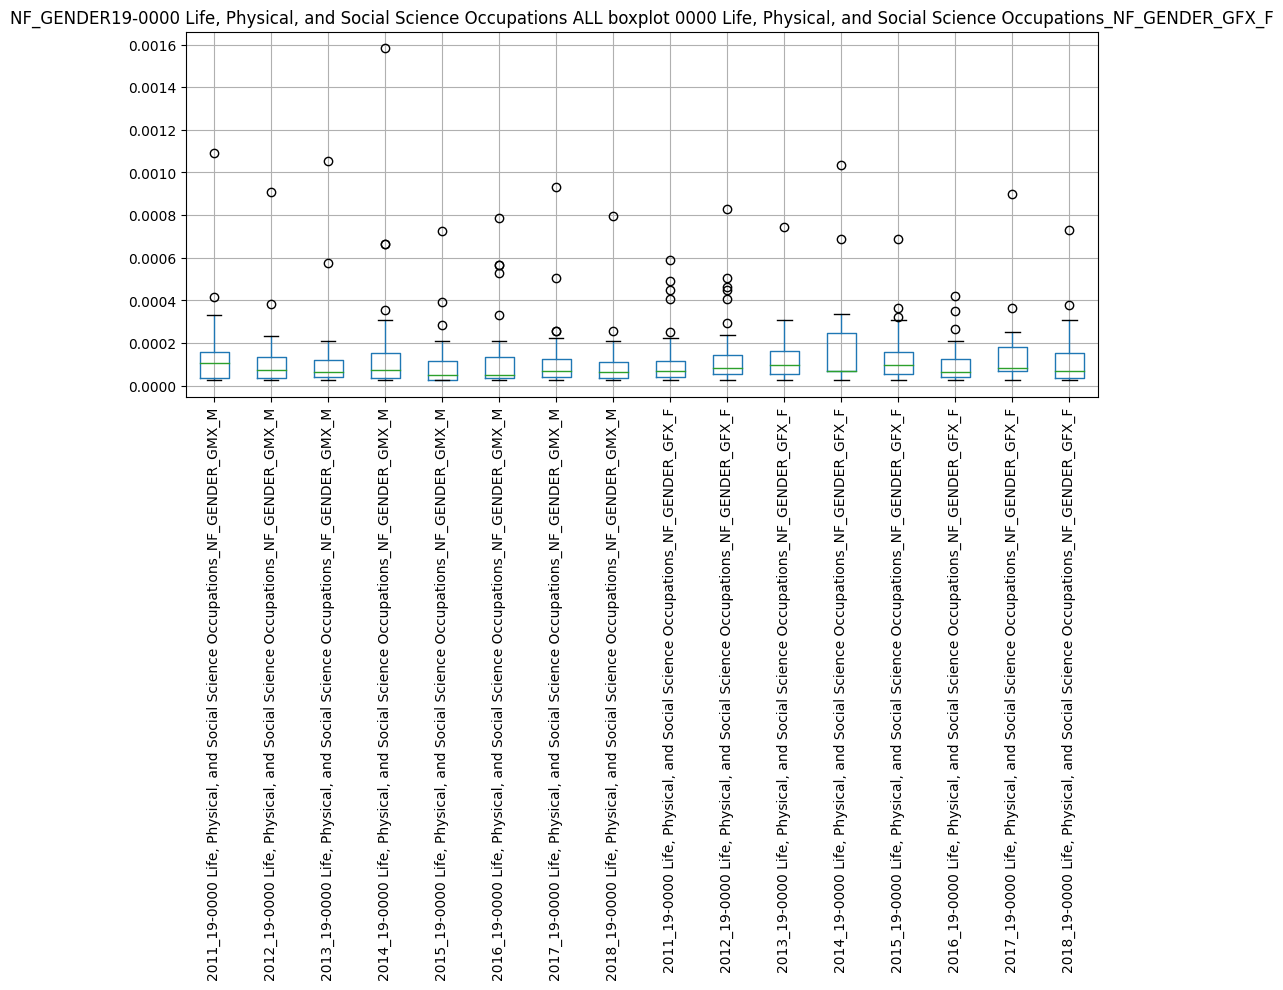 NF_GENDER19-0000 Life, Physical, and Social Science Occupations ALL boxplot 0000 Life, Physical, and Social Science Occupations_NF_GENDER_GFX_F
0.0016
0.0014
0.0012
0.0010
0.0008
0.0006
0.0004
0.0002
0.0000
2011_19-0000 Life, Physical, and Social Science Occupations_NF_GENDER_GMX_M
2012_19-0000 Life, Physical, and Social Science Occupations_NF_GENDER_GMX_M
2013_19-0000 Life, Physical, and Social Science Occupations_NF_GENDER_GMX_M
2014_19-0000 Life, Physical, and Social Science Occupations_NF_GENDER_GMX_M
2015_19-0000 Life, Physical, and Social Science Occupations_NF_GENDER_GMX_M
2016_19-0000 Life, Physical, and Social Science Occupations_NF_GENDER_GMX_M
2017_19-0000 Life, Physical, and Social Science Occupations_NF_GENDER_GMX_M
2018_19-0000 Life, Physical, and Social Science Occupations_NF_GENDER_GMX_M
2011_19-0000 Life, Physical, and Social Science Occupations_NF_GENDER_GFX_F
2012_19-0000 Life, Physical, and Social Science Occupations_NF_GENDER_GFX_F
2013_19-0000 Life, Physical, and Social Science Occupations_NF_GENDER_GFX_F
2014_19-0000 Life, Physical, and Social Science Occupations_NF_GENDER_GFX_F
2015_19-0000 Life, Physical, and Social Science Occupations_NF_GENDER_GFX_F
2016_19-0000 Life, Physical, and Social Science Occupations_NF_GENDER_GFX_F
2017_19-0000 Life, Physical, and Social Science Occupations_NF_GENDER_GFX_F
2018_19-0000 Life, Physical, and Social Science Occupations_NF_GENDER_GFX_F